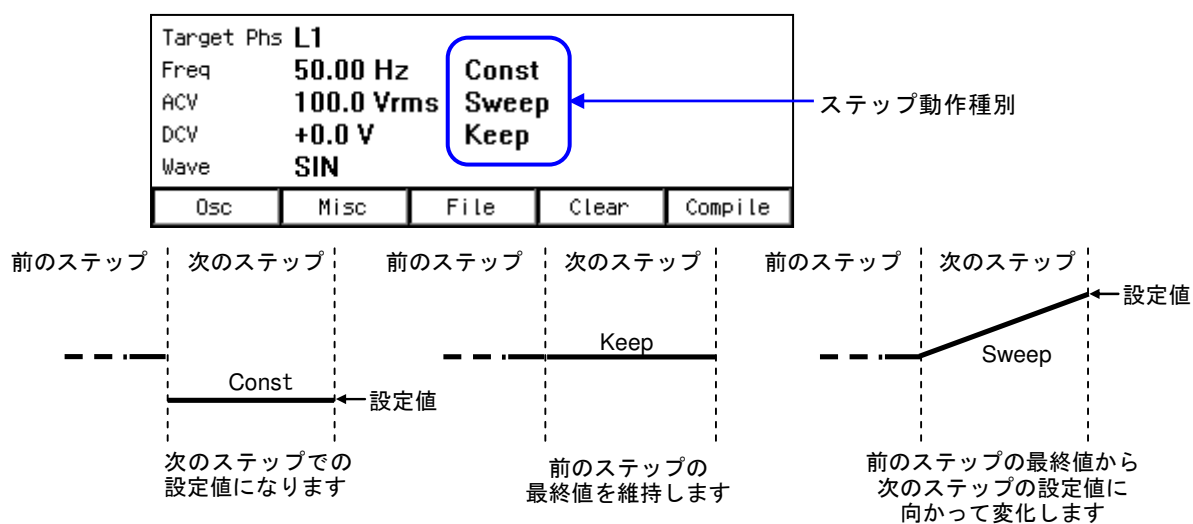 Target Phs L1
Freq 50.00 Hz Const
ACV 100.0 Vrms Sweep
DCV +0.0 V Keep
Wave SIN
Osc Misc File Clear Compile
ステップ動作種別
前のステップ 次のステップ
Const
設定値
次のステップでの
設定値になります
前のステップ 次のステップ
Keep
前のステップの
最終値を維持します
前のステップ 次のステップ
設定値
Sweep
前のステップの最終値から
次のステップの設定値に
向かって変化します